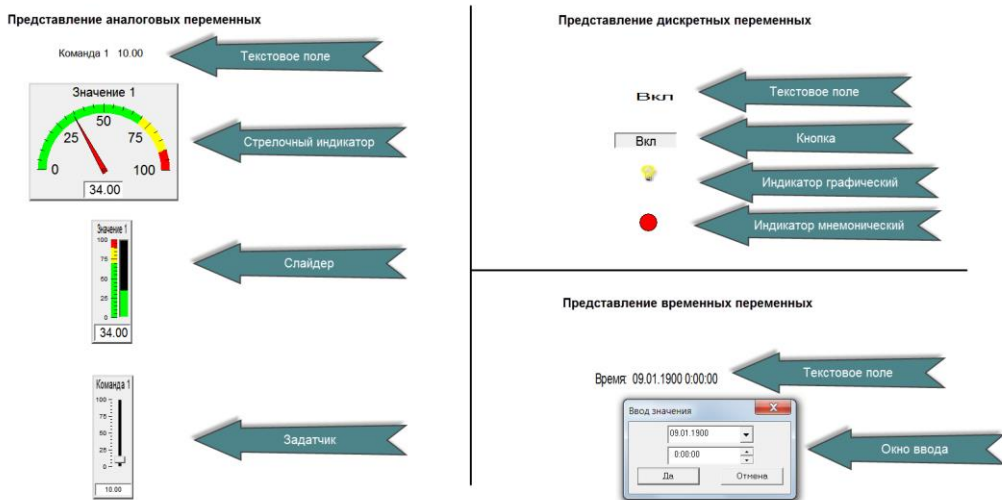 Представление аналоговых переменных
Команда 1 10.00
Текстовое поле
Значение 1
0 25 50 75 100
34.00
Стрелочный индикатор
Значение 1
100
75
50
25
0
34.00
Слайдер
Команда 1
100
75
50
25
0
10.00
Задатчик
Представление дискретных переменных
Вкл
Текстовое поле
Вкл
Кнопка
Индикатор графический
Индикатор мнемонический
Представление временных переменных
Время: 09.01.1900 0:00:00
Текстовое поле
Ввод значения
X
09.01.1900
0:00:00
Да Отмена
Окно ввода